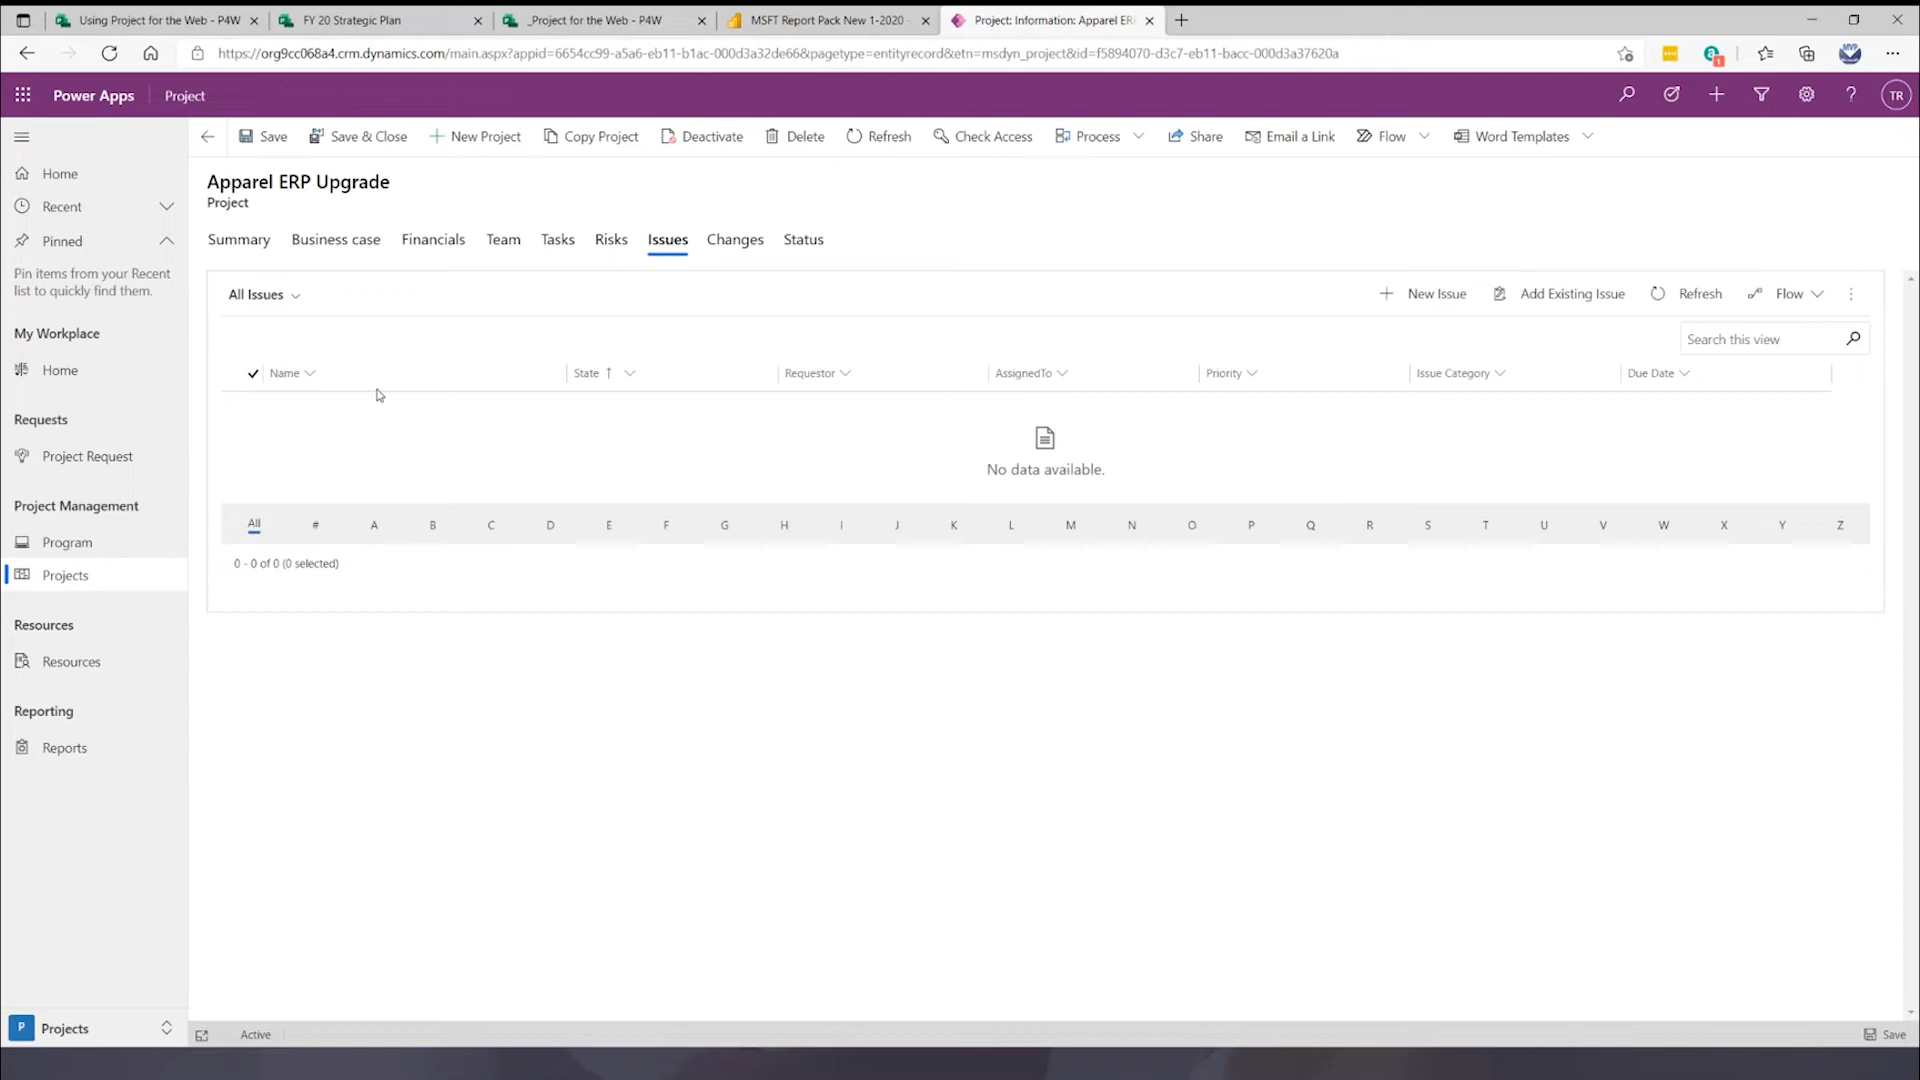 Using Project for the Web - P4W
FY 20 Strategic Plan
_Project for the Web - P4W
MSFT Report Pack New 1-2020 -
Project: Information: Apparel ER
https://org9cc068a4.crm.dynamics.com/main.aspx?appid=6654cc99-a5a6-eb11-b1ac-000d3a32de66&pagetype=entityrecord&etn=msdyn_project&id=f5894070-d3c7-eb11-bacc-000d3a37620a
1
MVP
Power Apps
Project
TR
Save
Save & Close
New Project
Copy Project
Deactivate
Delete
Refresh
Check Access
Process
Share
Email a Link
Flow
Word Templates
Home
Recent
Pinned
Pin items from your Recent
list to quickly find them.
My Workplace
Home
Requests
Project Request
Project Management
Program
Projects
Resources
Resources
Reporting
Reports
P
Projects
Apparel ERP Upgrade
Project
Summary
Business case
Financials
Team
Tasks
Risks
Issues
Changes
Status
All Issues
New Issue
Add Existing Issue
Refresh
Flow
Search this view
Name
State
Requestor
AssignedTo
Priority
Issue Category
Due Date
No data available.
All # A B C D E F G H I J K L M N O P Q R S T U V W X Y Z
0 - 0 of 0 (0 selected)
Active
Save